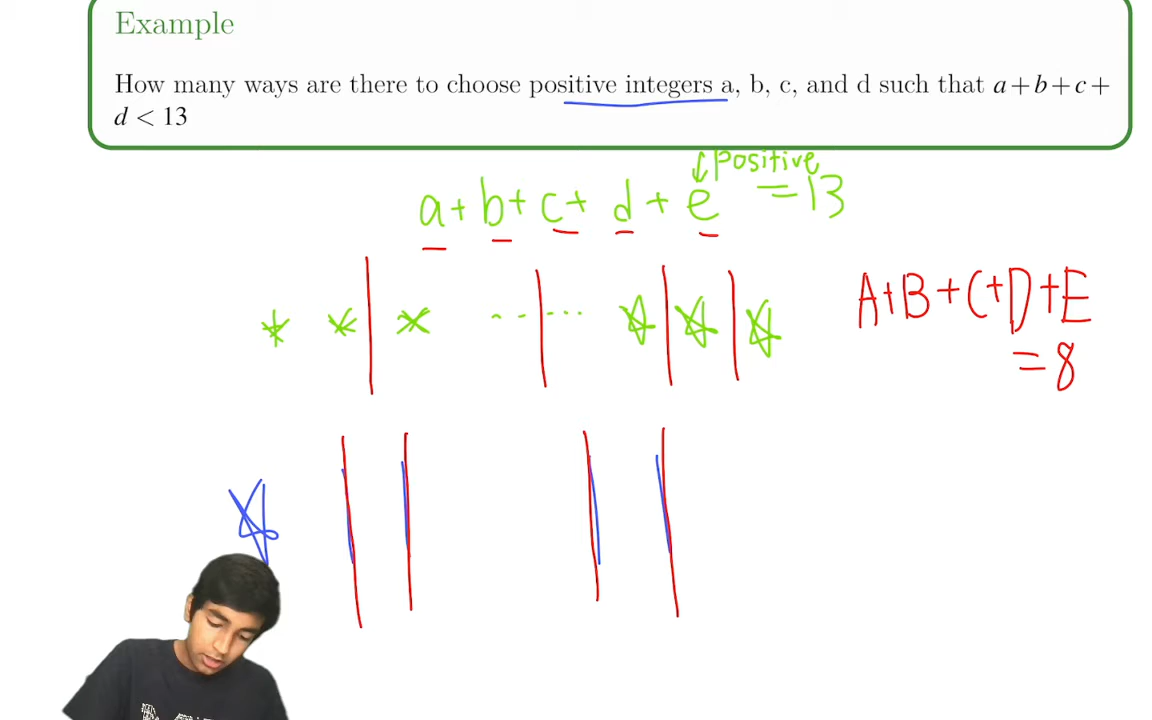 Example
How many ways are there to choose positive integers a, b, c, and d such that a + b + c +
d < 13
Positive
a + b + c + d + e = 13
A + B + C + D + E
= 8